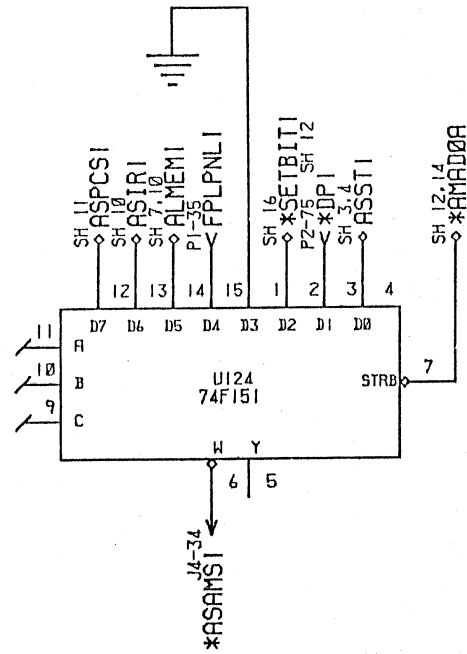 SH 11
ASPCS1
SH 10
ASIR1
SH 7,10
ALMEM1
P1-35
FPLPNL1
SH 16
*SETBIT1
P2-75 SH 12
*DP1
SH 3,4
ASST1
SH 12,14
*AMAD0A
12 13 14 15 1 2 3 4
D7 D6 D5 D4 D3 D2 D1 D0
11 A
10 B
9 C
U124
74F151
STRB 7
W Y
6 5
J4-34
*ASAMS1